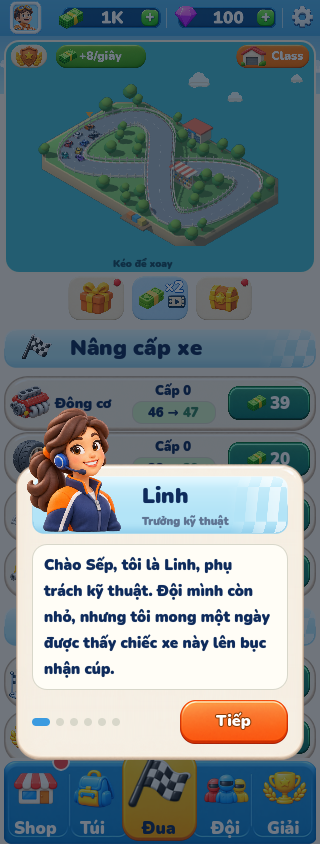 1K
100
+8/giây
Class
Kéo để xoay
x2
Nâng cấp xe
Động cơ
Cấp 0
46 → 47
39
Cấp 0
20
Linh
Trưởng kỹ thuật
Chào Sếp, tôi là Linh, phụ
trách kỹ thuật. Đội mình còn
nhỏ, nhưng tôi mong một ngày
được thấy chiếc xe này lên bục
nhận cúp.
Tiếp
Shop
Túi
Đua
Đội
Giải